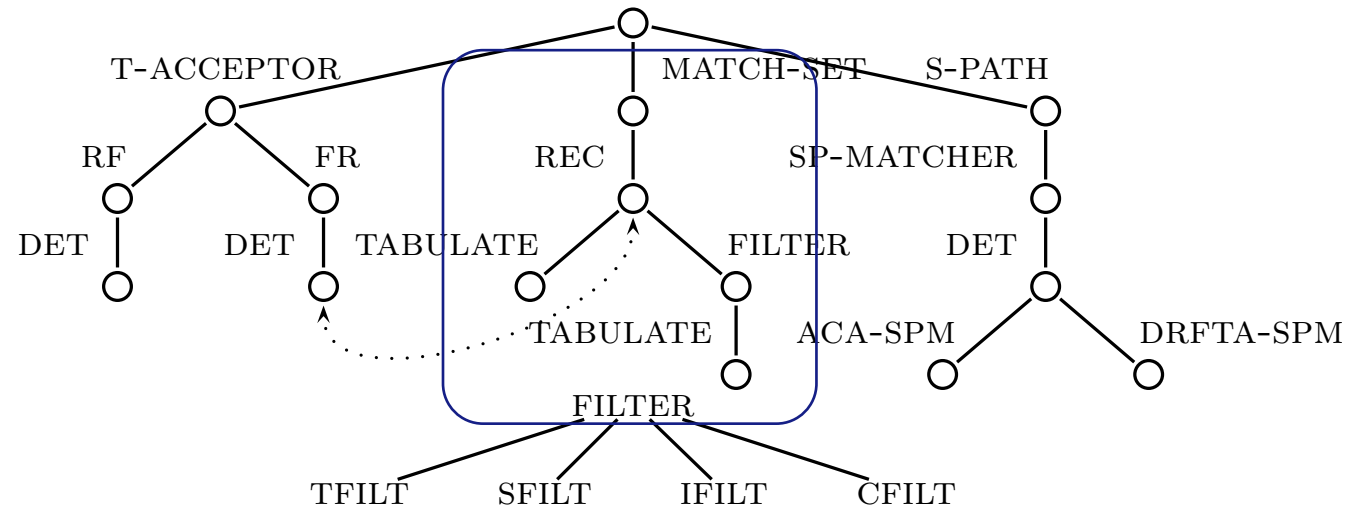 T-ACCEPTOR MATCH-SET S-PATH
RF FR REC SP-MATCHER
DET DET TABULATE FILTER DET
TABULATE ACA-SPM DRFTA-SPM
FILTER
TFILT SFILT IFILT CFILT